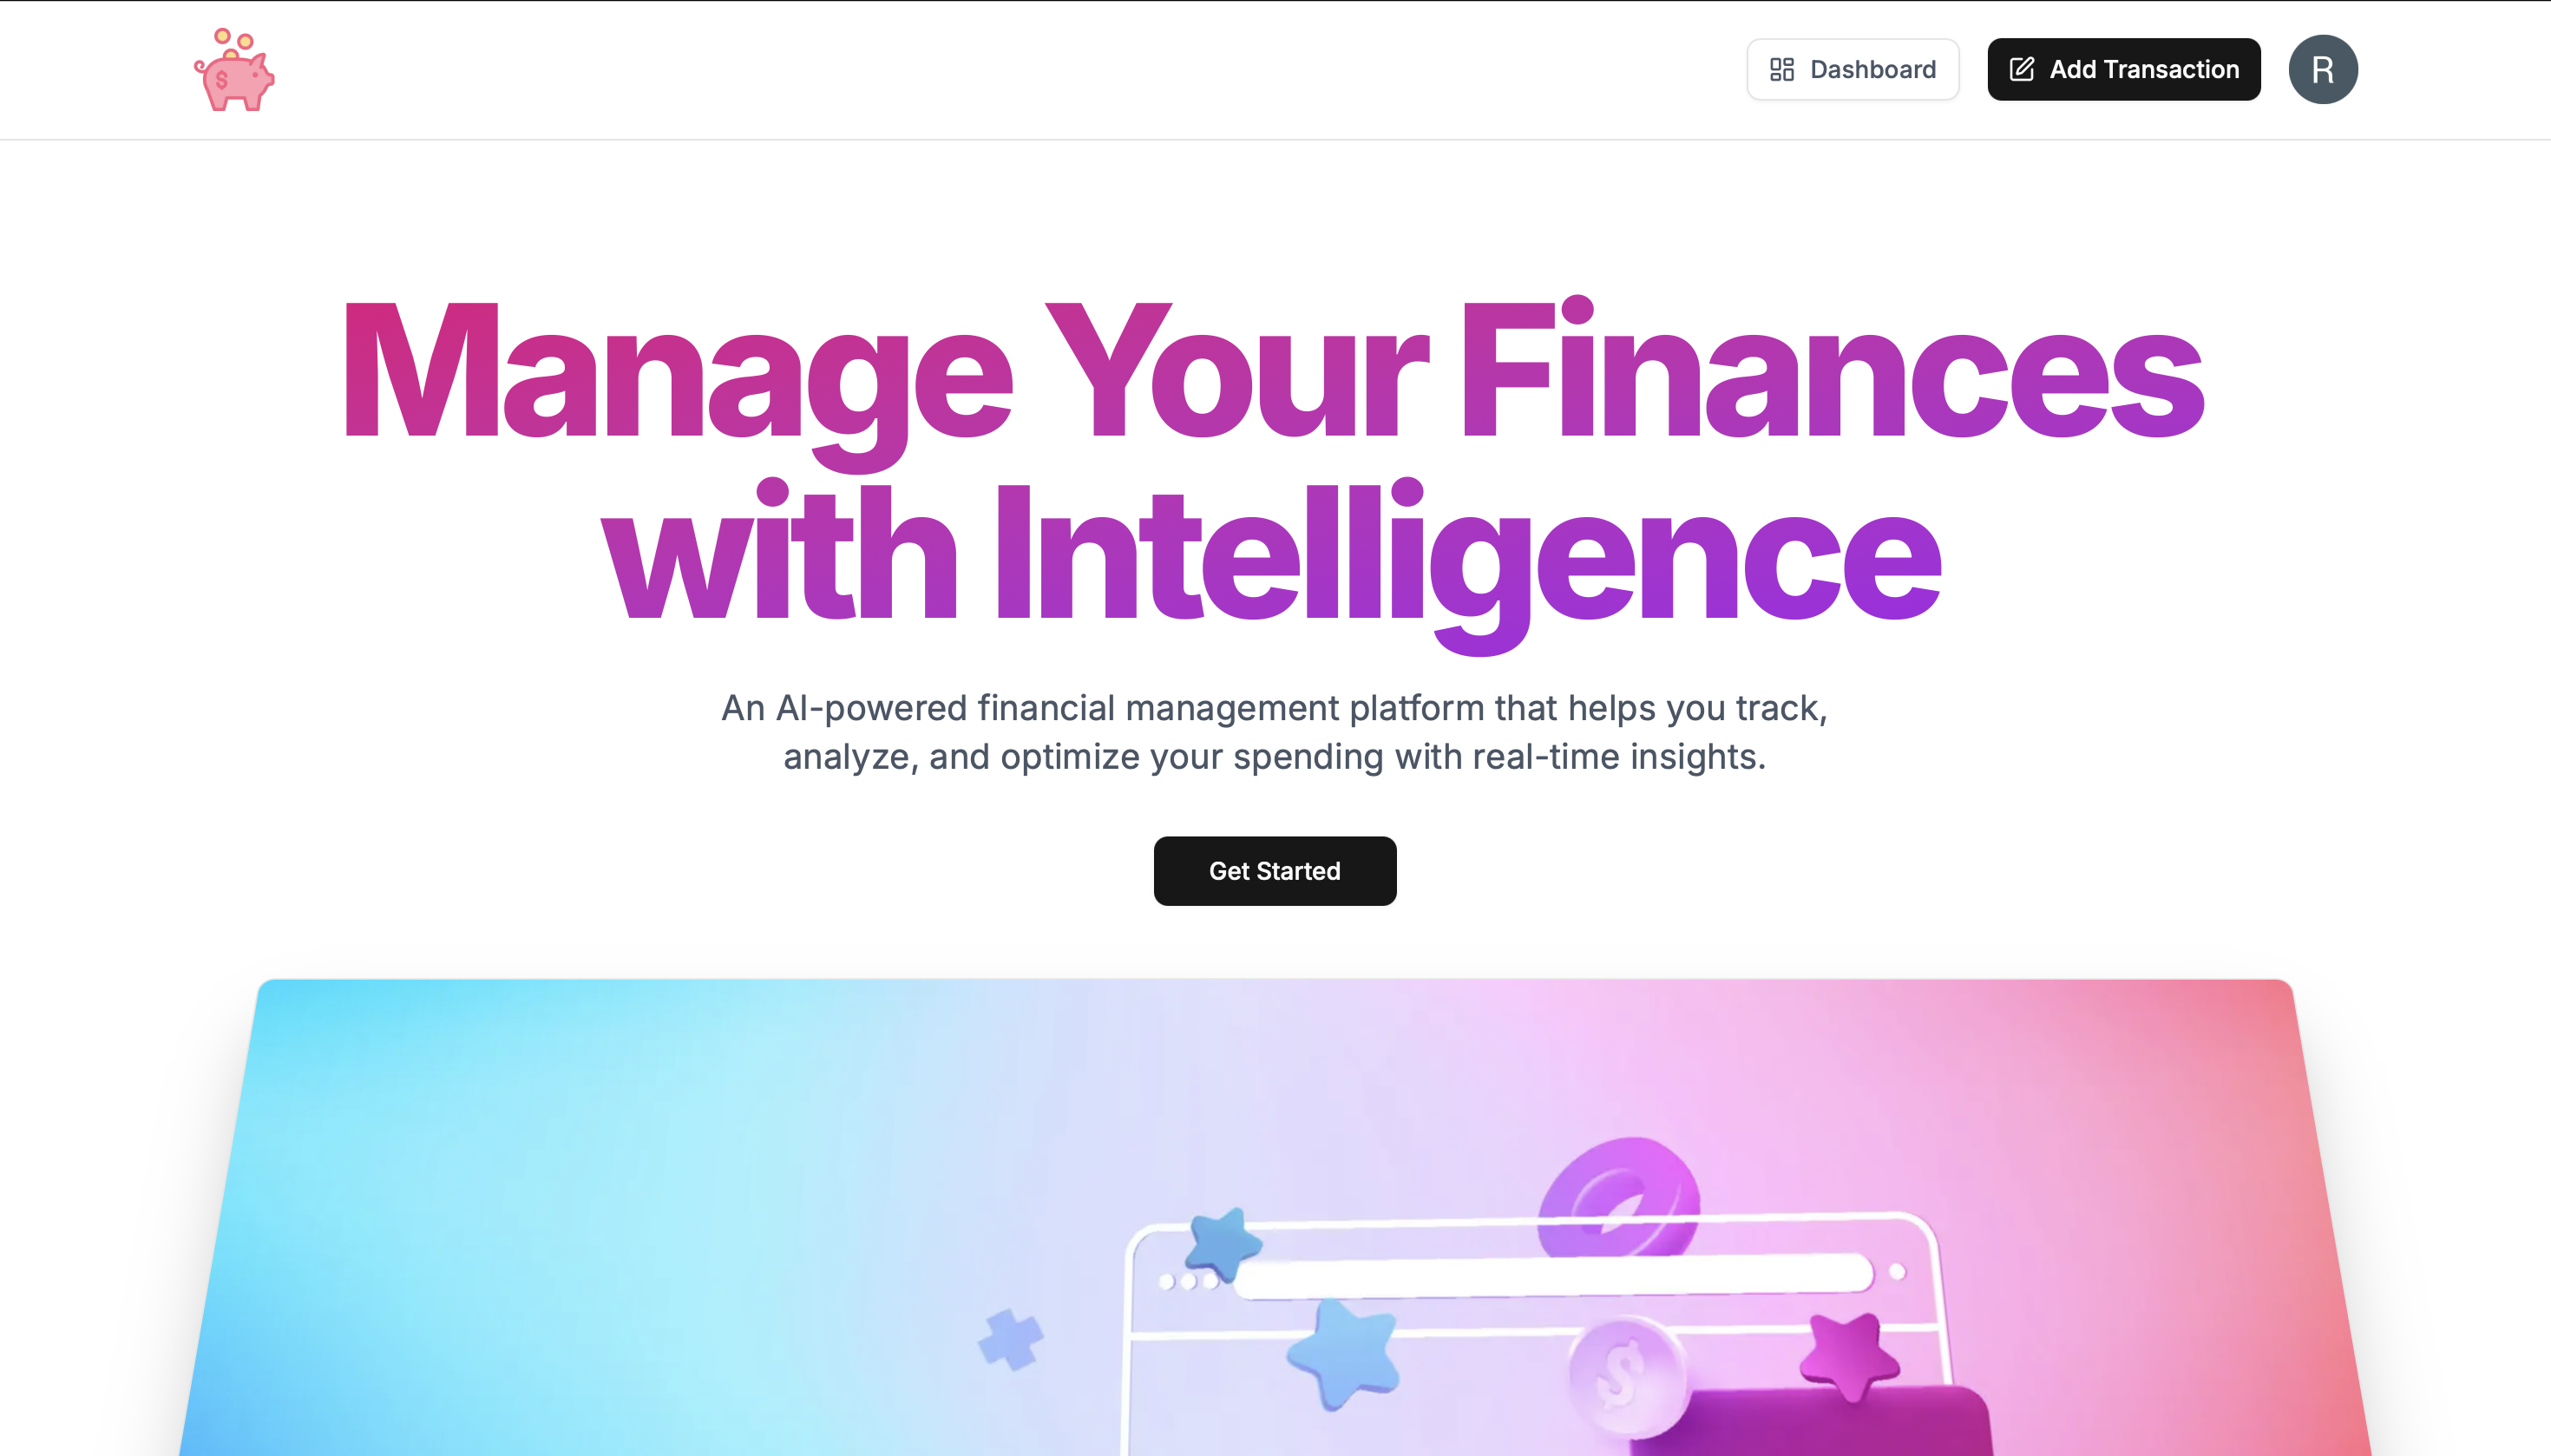 $
Dashboard
Add Transaction
R
Manage Your Finances
with Intelligence
An AI-powered financial management platform that helps you track,
analyze, and optimize your spending with real-time insights.
Get Started
$